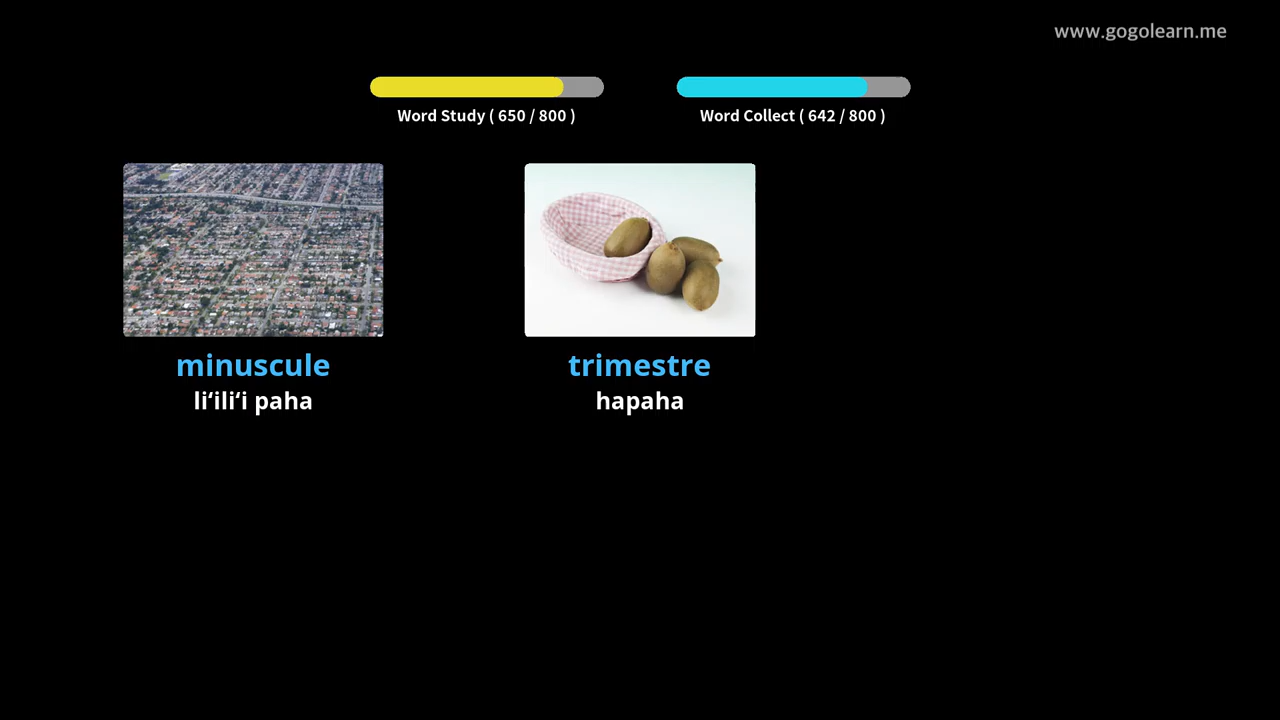 www.gogolearn.me
Word Study ( 650 / 800 )
Word Collect ( 642 / 800 )
minuscule
liʻiliʻi paha
trimestre
hapaha